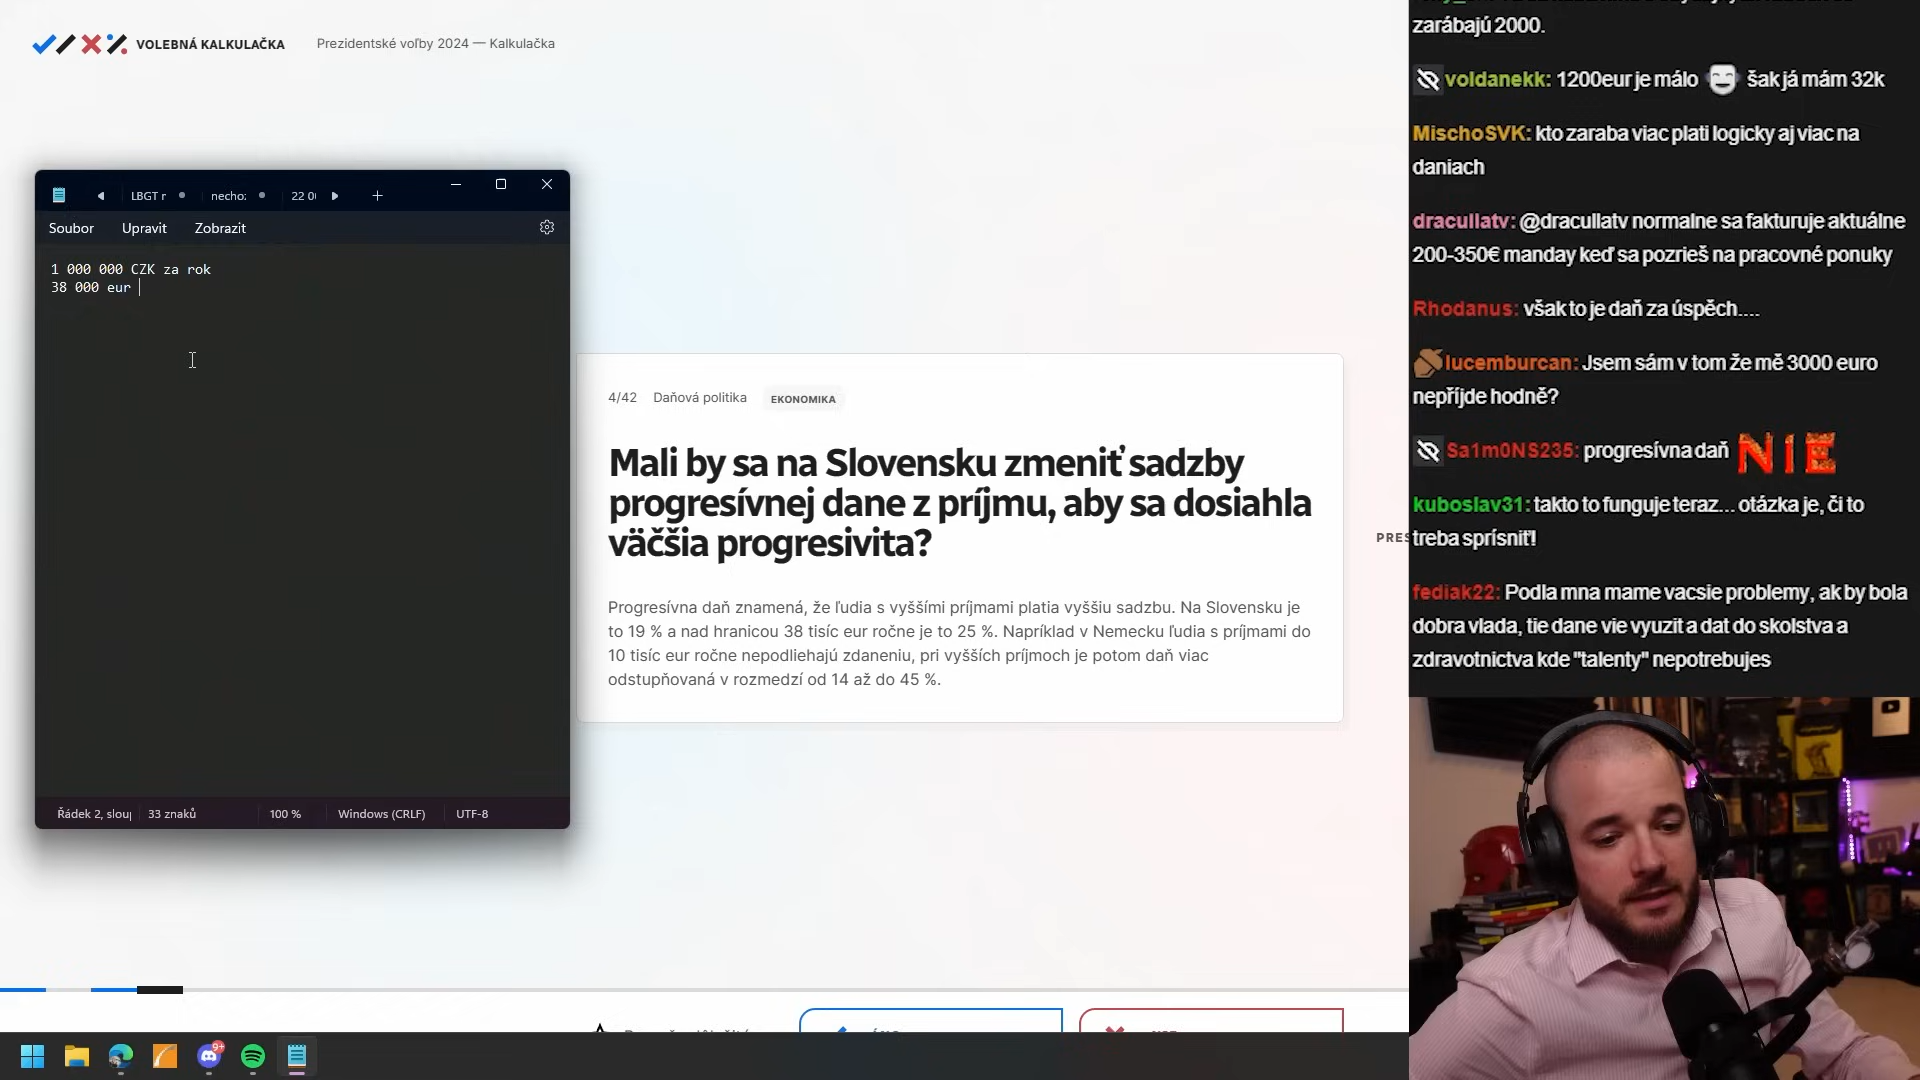 VOLEBNÁ KALKULAČKA
Prezidentské voľby 2024 — Kalkulačka
LBGT r
necho:
22 0
Soubor Upravit Zobrazit
1 000 000 CZK za rok
38 000 eur
Řádek 2, sloup 33 znaků 100 % Windows (CRLF) UTF-8
4/42 Daňová politika EKONOMIKA
Mali by sa na Slovensku zmeniť sadzby
progresívnej dane z príjmu, aby sa dosiahla
väčšia progresivita?
Progresívna daň znamená, že ľudia s vyššími príjmami platia vyššiu sadzbu. Na Slovensku je
to 19 % a nad hranicou 38 tisíc eur ročne je to 25 %. Napríklad v Nemecku ľudia s príjmami do
10 tisíc eur ročne nepodliehajú zdaneniu, pri vyšších príjmoch je potom daň viac
odstupňovaná v rozmedzí od 14 až do 45 %.
PRES
zarábajú 2000.
voldanekk: 1200eur je málo šak já mám 32k
MischoSVK: kto zaraba viac plati logicky aj viac na
daniach
dracullatv: @dracullatv normalne sa fakturuje aktuálne
200-350€ manday keď sa pozrieš na pracovné ponuky
Rhodanus: však to je daň za úspěch....
lucemburcan: Jsem sám v tom že mě 3000 euro
nepříjde hodně?
Sa1m0NS235: progresívna daň NIE
kuboslav31: takto to funguje teraz... otázka je, či to
treba sprísniť!
fediak22: Podla mna mame vacsie problemy, ak by bola
dobra vlada, tie dane vie vyuzit a dat do skolstva a
zdravotnictva kde "talenty" nepotrebujes
9+